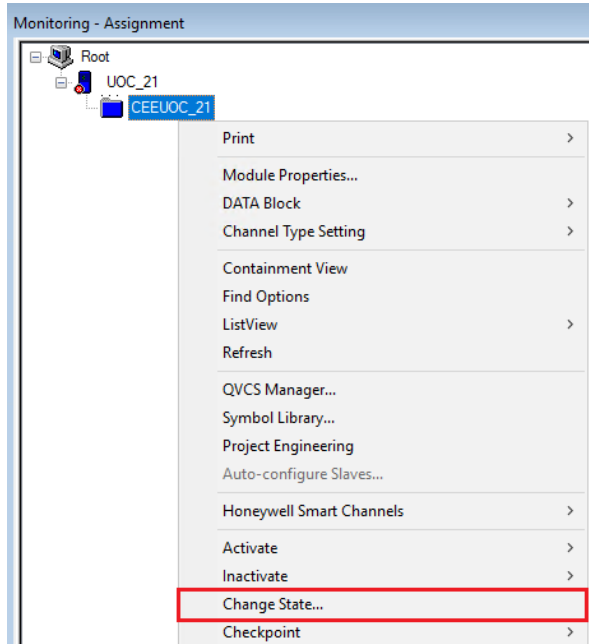 Monitoring - Assignment
Root
UOC_21
CEEUOC_21
Print
Module Properties...
DATA Block
Channel Type Setting
Containment View
Find Options
ListView
Refresh
QVCS Manager...
Symbol Library...
Project Engineering
Auto-configure Slaves...
Honeywell Smart Channels
Activate
Inactivate
Change State...
Checkpoint